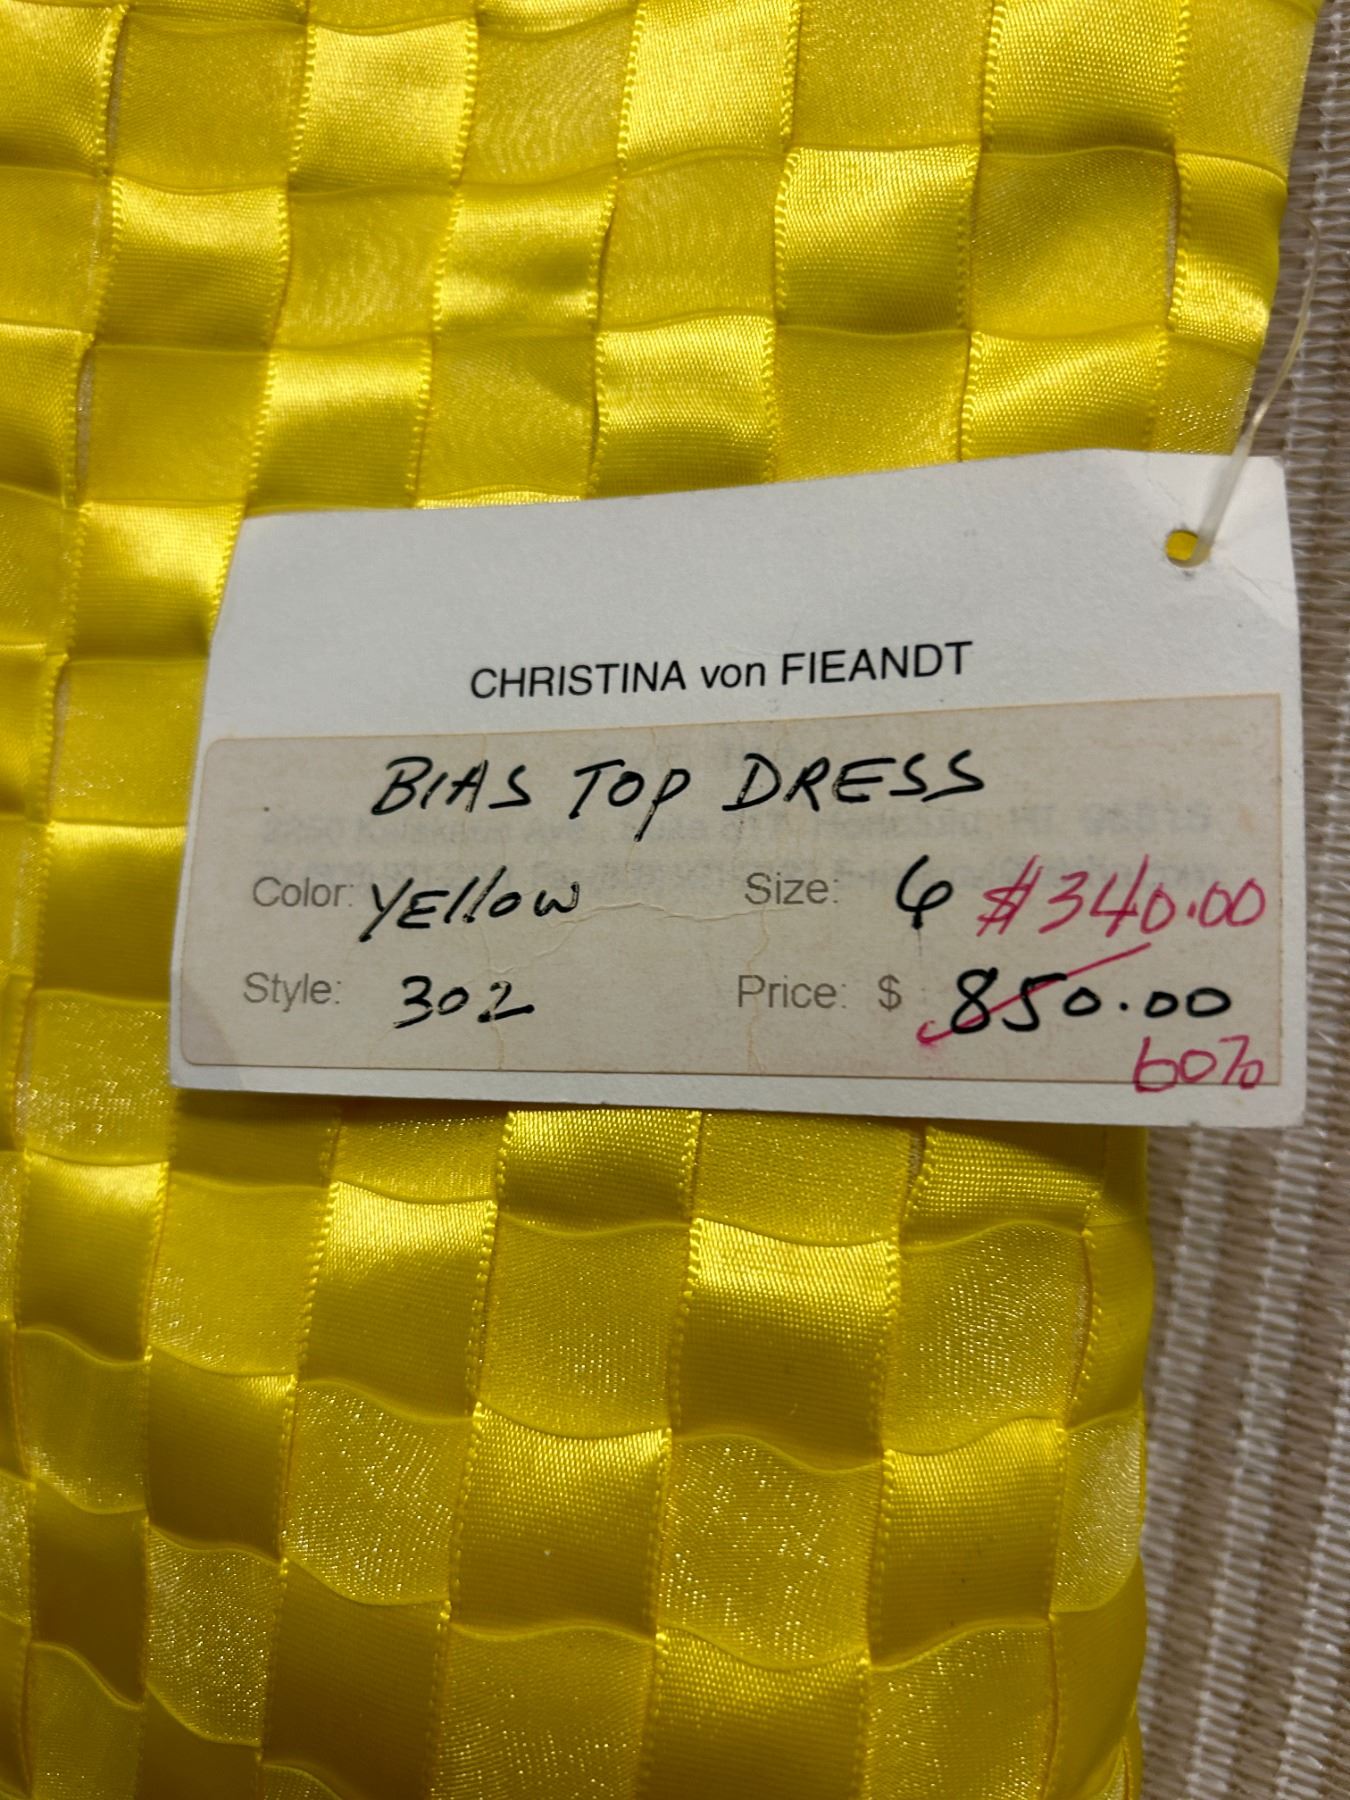 CHRISTINA von FIEANDT
BIAS TOP DRESS
Color: YEllow Size: 6 $340.00
Style: 302 Price: $ 850.00
60%